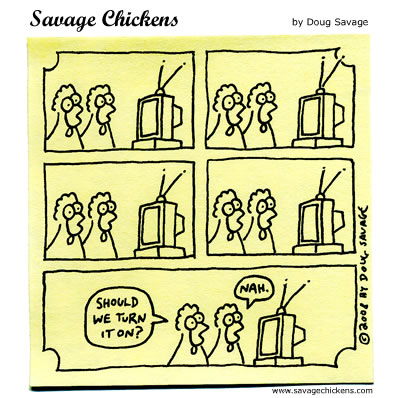 Savage Chickens
by Doug Savage
SHOULD
WE TURN
IT ON?
NAH.
© 2008 BY DOUG SAVAGE
www.savagechickens.com